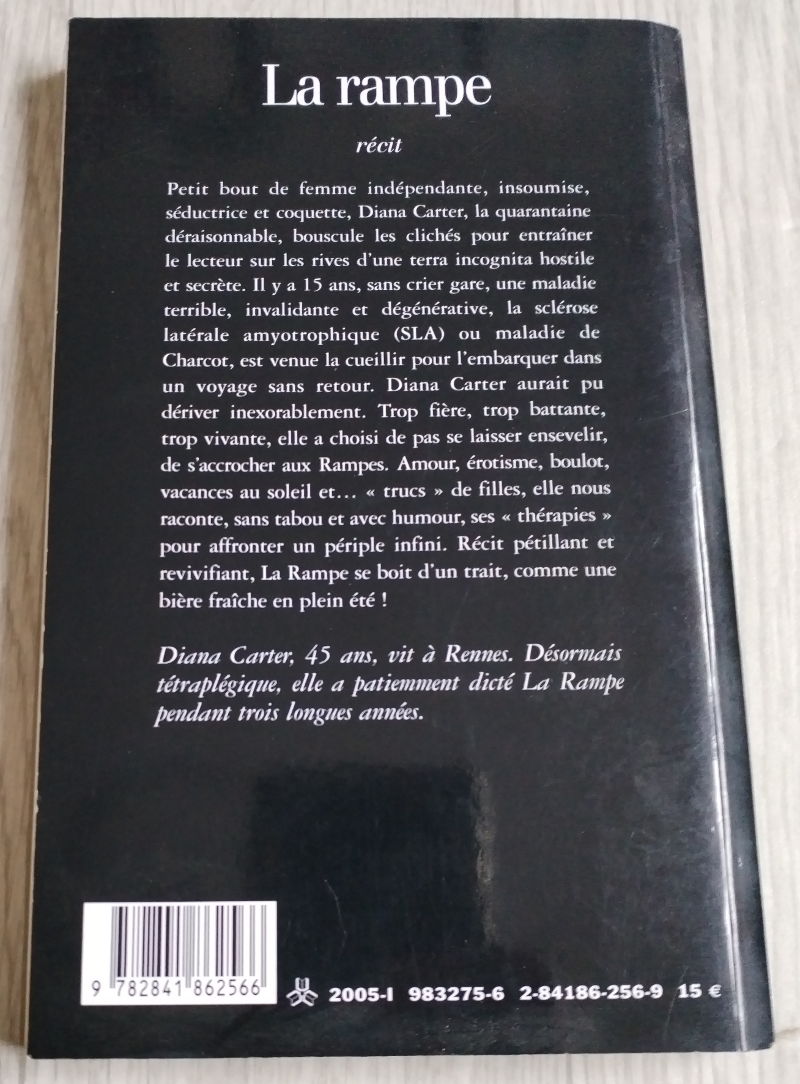 La rampe
récit
Petit bout de femme indépendante, insoumise,
séductrice et coquette, Diana Carter, la quarantaine
déraisonnable, bouscule les clichés pour entraîner
le lecteur sur les rives d'une terra incognita hostile
et secrète. Il y a 15 ans, sans crier gare, une maladie
terrible, invalidante et dégénérative, la sclérose
latérale amyotrophique (SLA) ou maladie de
Charcot, est venue la cueillir pour l'embarquer dans
un voyage sans retour. Diana Carter aurait pu
dériver inexorablement. Trop fière, trop battante,
trop vivante, elle a choisi de pas se laisser ensevelir,
de s'accrocher aux Rampes. Amour, érotisme, boulot,
vacances au soleil et… « trucs » de filles, elle nous
raconte, sans tabou et avec humour, ses « thérapies »
pour affronter un périple infini. Récit pétillant et
revivifiant, La Rampe se boit d'un trait, comme une
bière fraîche en plein été !
Diana Carter, 45 ans, vit à Rennes. Désormais
tétraplégique, elle a patiemment dicté La Rampe
pendant trois longues années.
9 782841 862566
2005-I 983275-6 2-84186-256-9 15 €